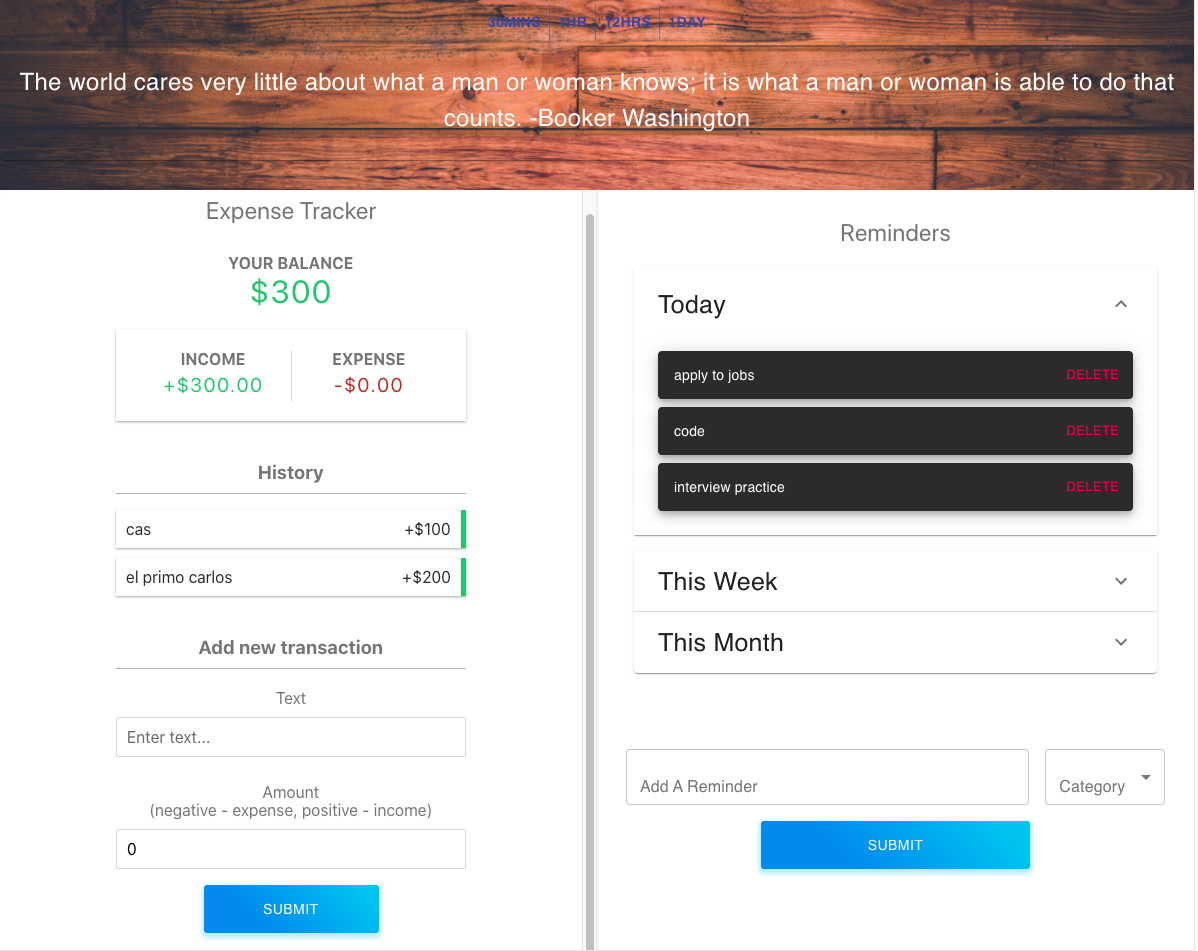 30MINS 1HR 12HRS 1DAY
The world cares very little about what a man or woman knows; it is what a man or woman is able to do that
counts. -Booker Washington
Expense Tracker
YOUR BALANCE
$300
INCOME EXPENSE
+$300.00 -$0.00
History
cas +$100
el primo carlos +$200
Add new transaction
Text
Enter text...
Amount
(negative - expense, positive - income)
0
SUBMIT
Reminders
Today
apply to jobs DELETE
code DELETE
interview practice DELETE
This Week
This Month
Add A Reminder Category
SUBMIT